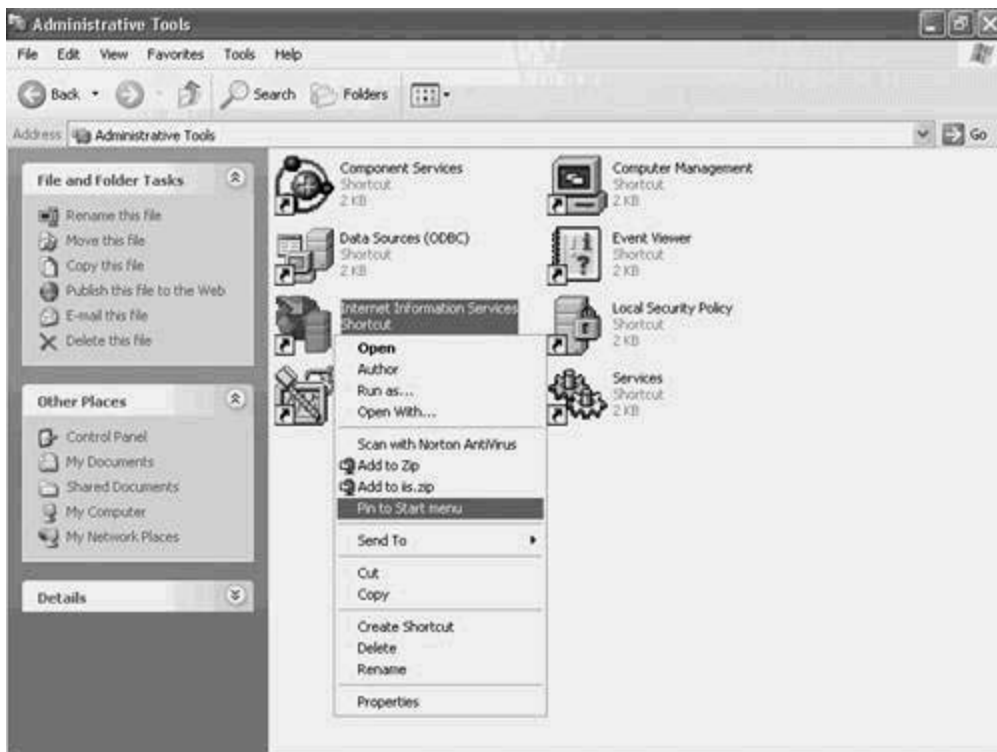 Administrative Tools
File Edit View Favorites Tools Help
Back Search Folders
Address Administrative Tools Go
File and Folder Tasks
Rename this file
Move this file
Copy this file
Publish this file to the Web
E-mail this file
Delete this file
Other Places
Control Panel
My Documents
Shared Documents
My Computer
My Network Places
Details
Component Services
Shortcut
2 KB
Computer Management
Shortcut
2 KB
Data Sources (ODBC)
Shortcut
2 KB
Event Viewer
Shortcut
2 KB
Internet Information Services
Shortcut
Local Security Policy
Shortcut
2 KB
Services
Shortcut
2 KB
Open
Author
Run as...
Open With...
Scan with Norton AntiVirus
Add to Zip
Add to iis.zip
Pin to Start menu
Send To
Cut
Copy
Create Shortcut
Delete
Rename
Properties